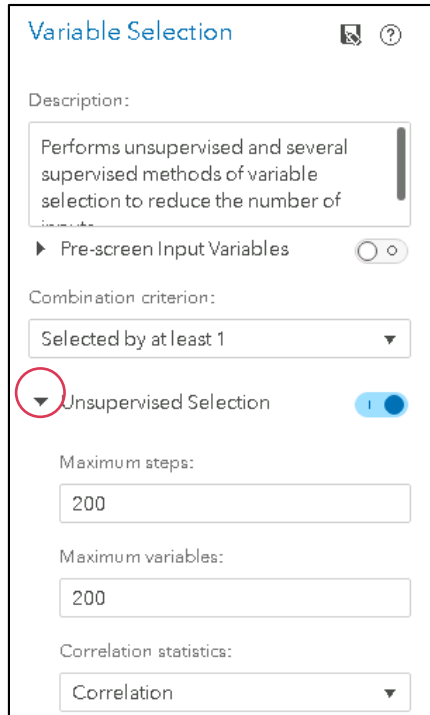 Variable Selection
Description:
Performs unsupervised and several
supervised methods of variable
selection to reduce the number of
Pre-screen Input Variables
Combination criterion:
Selected by at least 1
Unsupervised Selection
Maximum steps:
200
Maximum variables:
200
Correlation statistics:
Correlation